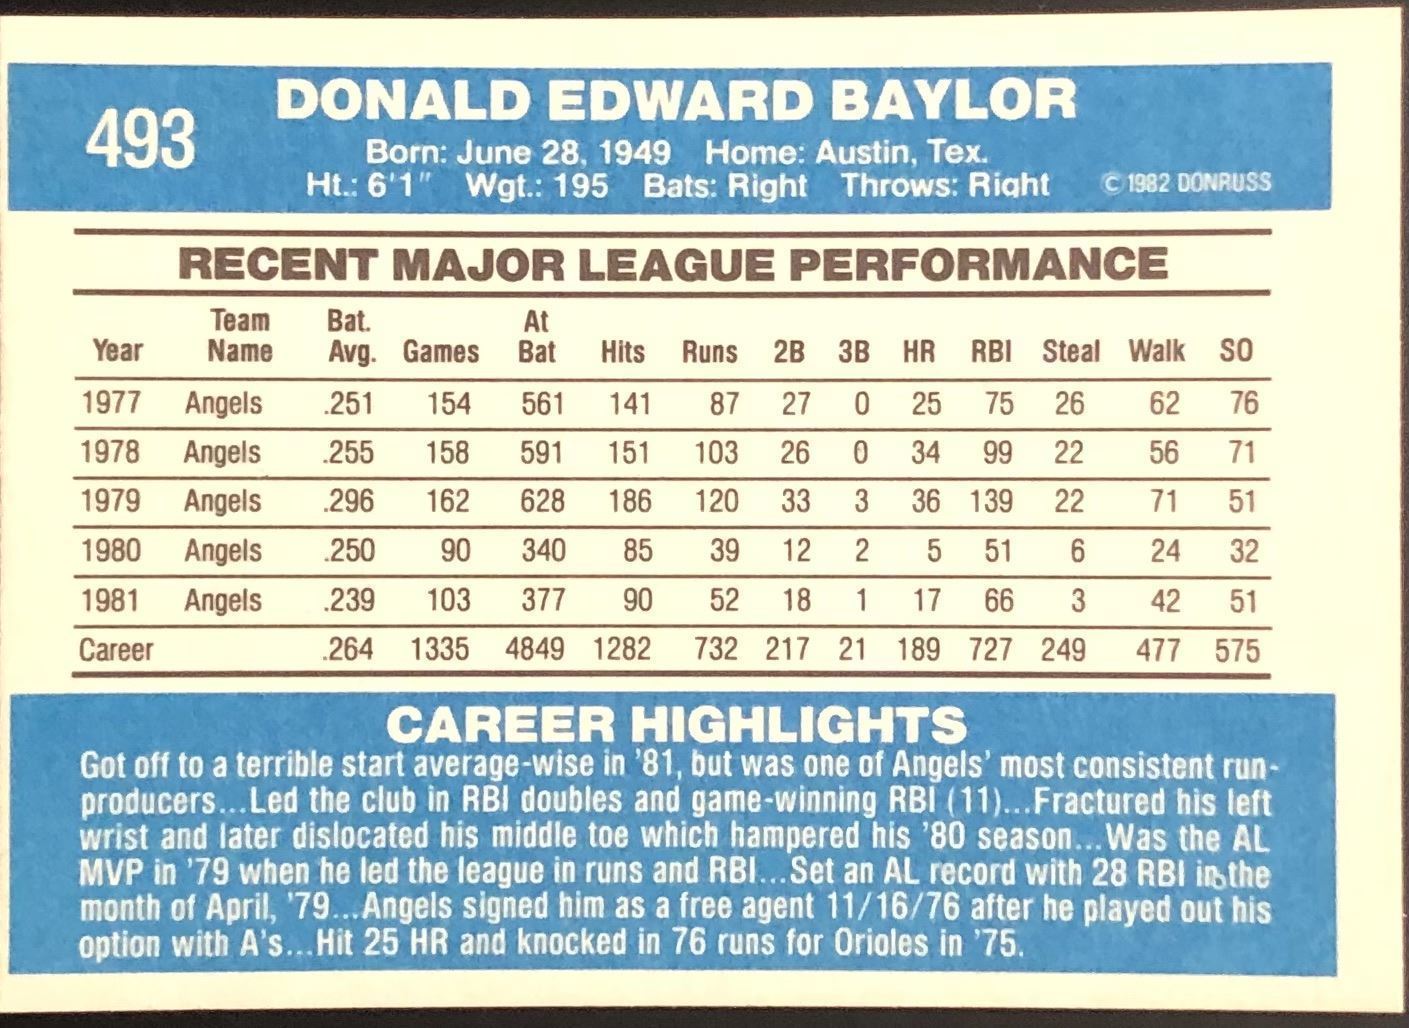 493
DONALD EDWARD BAYLOR
Born: June 28, 1949 Home: Austin, Tex.
Ht.: 6'1" Wgt.: 195 Bats: Right Throws: Right © 1982 DONRUSS
RECENT MAJOR LEAGUE PERFORMANCE
Year Team Name Bat. Avg. Games At Bat Hits Runs 2B 3B HR RBI Steal Walk SO
1977 Angels .251 154 561 141 87 27 0 25 75 26 62 76
1978 Angels .255 158 591 151 103 26 0 34 99 22 56 71
1979 Angels .296 162 628 186 120 33 3 36 139 22 71 51
1980 Angels .250 90 340 85 39 12 2 5 51 6 24 32
1981 Angels .239 103 377 90 52 18 1 17 66 3 42 51
Career .264 1335 4849 1282 732 217 21 189 727 249 477 575
CAREER HIGHLIGHTS
Got off to a terrible start average-wise in '81, but was one of Angels' most consistent run-
producers...Led the club in RBI doubles and game-winning RBI (11)...Fractured his left
wrist and later dislocated his middle toe which hampered his '80 season...Was the AL
MVP in '79 when he led the league in runs and RBI...Set an AL record with 28 RBI in the
month of April, '79...Angels signed him as a free agent 11/16/76 after he played out his
option with A's...Hit 25 HR and knocked in 76 runs for Orioles in '75.